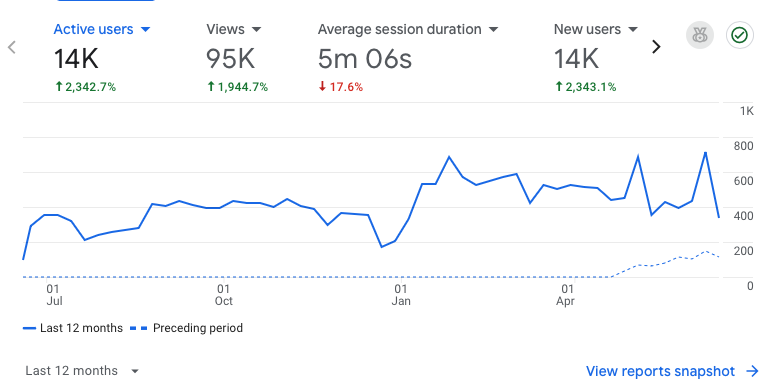 Active users Views Average session duration New users
14K 95K 5m 06s 14K
2,342.7% 1,944.7% 17.6% 2,343.1%
1K
800
600
400
200
0
01 01 01 01
Jul Oct Jan Apr
Last 12 months Preceding period
Last 12 months View reports snapshot